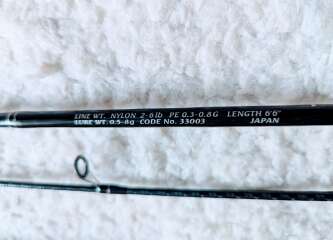 LINE WT. NYLON 2-6lb PE 0.3-0.8G LENGTH 6'6"
LURE WT. 0.5-8g CODE No. 33003 JAPAN